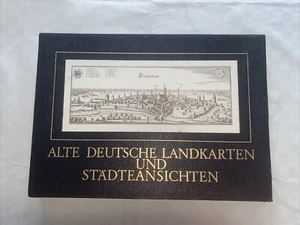 ALTE DEUTSCHE LANDKARTEN
UND
STÄDTEANSICHTEN